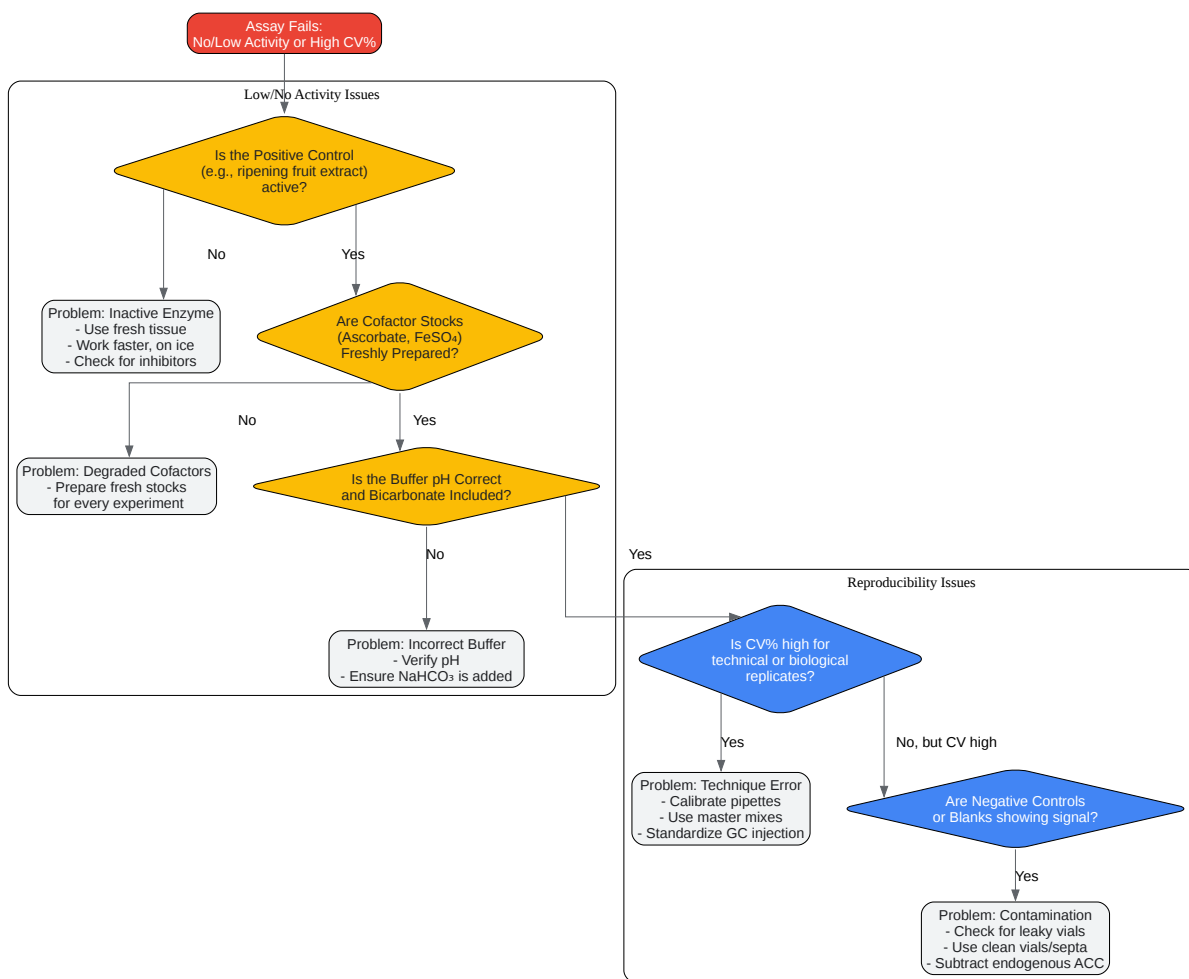 Assay Fails:
No/Low Activity or High CV%
Low/No Activity Issues
Is the Positive Control
(e.g., ripening fruit extract)
active?
No
Yes
Problem: Inactive Enzyme
- Use fresh tissue
- Work faster, on ice
- Check for inhibitors
Are Cofactor Stocks
(Ascorbate, FeSO₄)
Freshly Prepared?
No
Yes
Problem: Degraded Cofactors
- Prepare fresh stocks
for every experiment
Is the Buffer pH Correct
and Bicarbonate Included?
No
Yes
Problem: Incorrect Buffer
- Verify pH
- Ensure NaHCO₃ is added
Reproducibility Issues
Is CV% high for
technical or biological
replicates?
Yes
No, but CV high
Problem: Technique Error
- Calibrate pipettes
- Use master mixes
- Standardize GC injection
Are Negative Controls
or Blanks showing signal?
Yes
Problem: Contamination
- Check for leaky vials
- Use clean vials/septa
- Subtract endogenous ACC